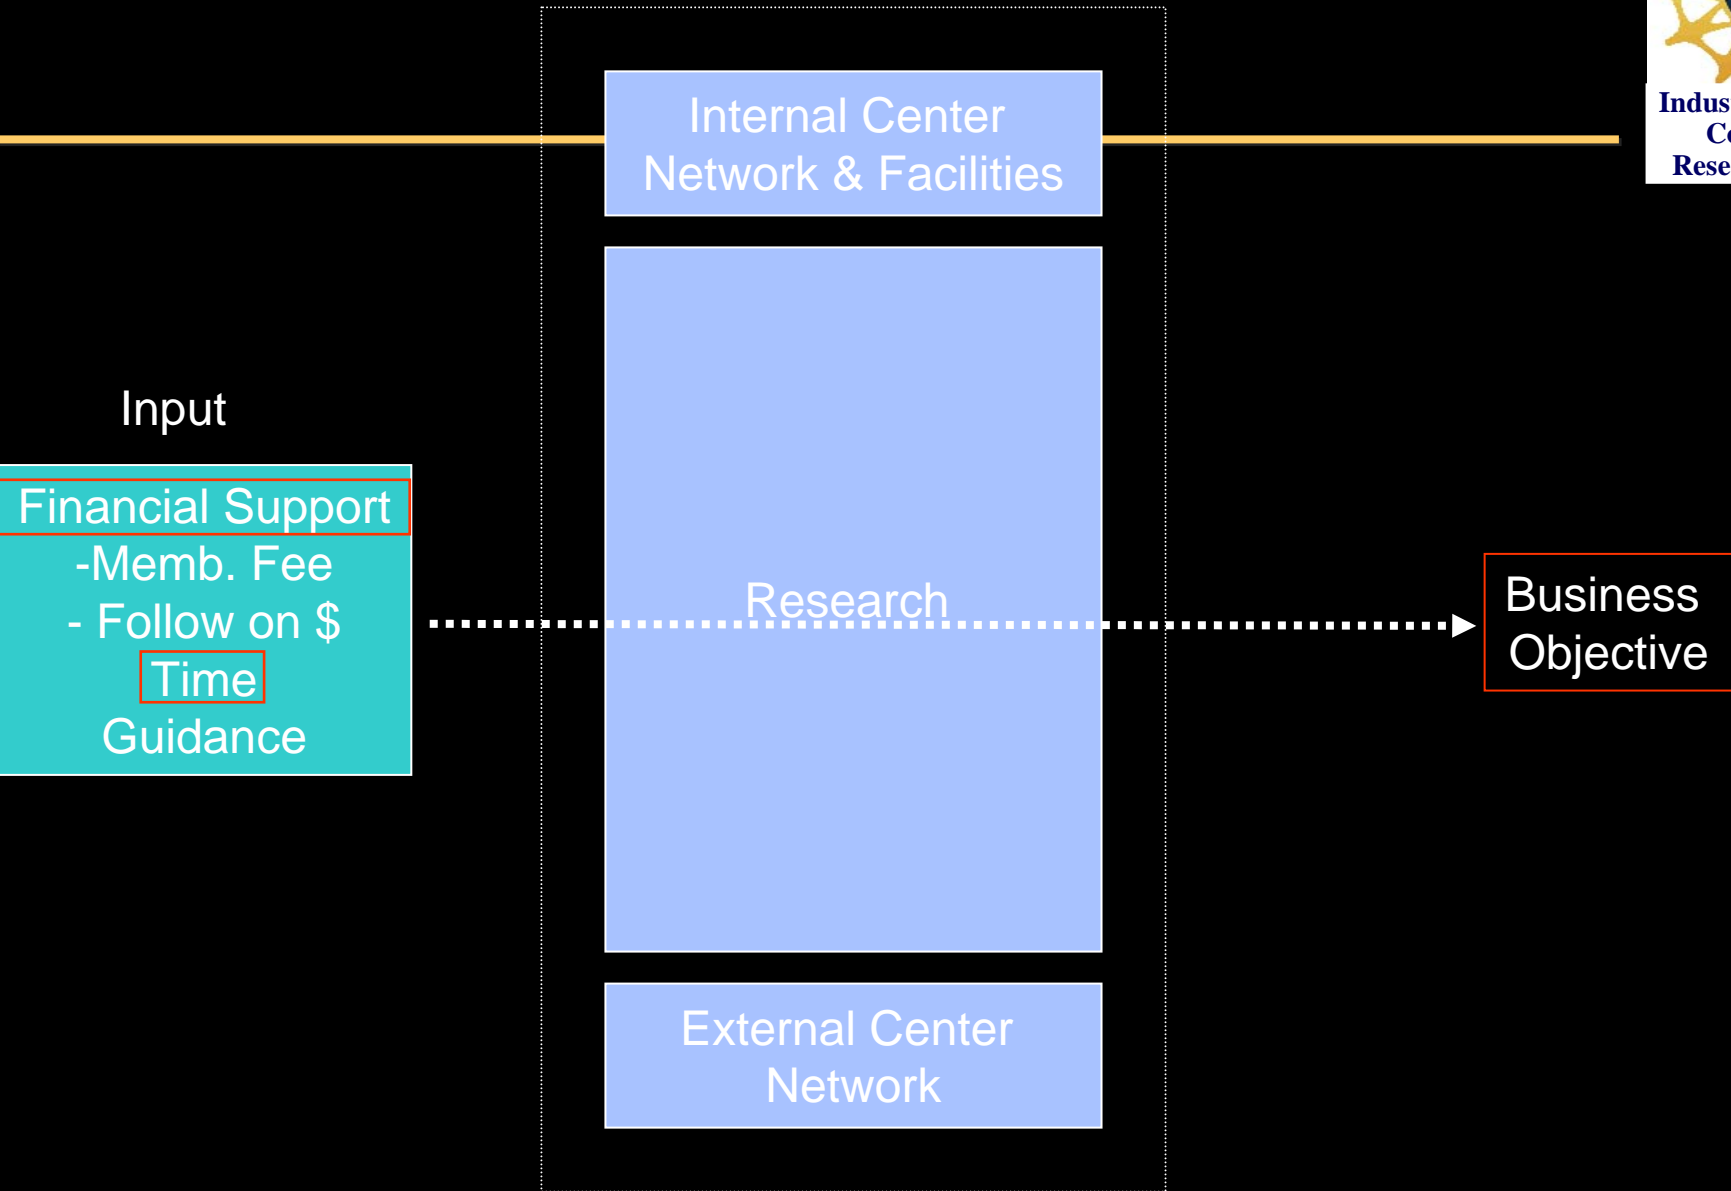 Internal Center
Network & Facilities
Input
Financial Support
-Memb. Fee
- Follow on $
Time
Guidance
Research
Business
Objective
External Center
Network